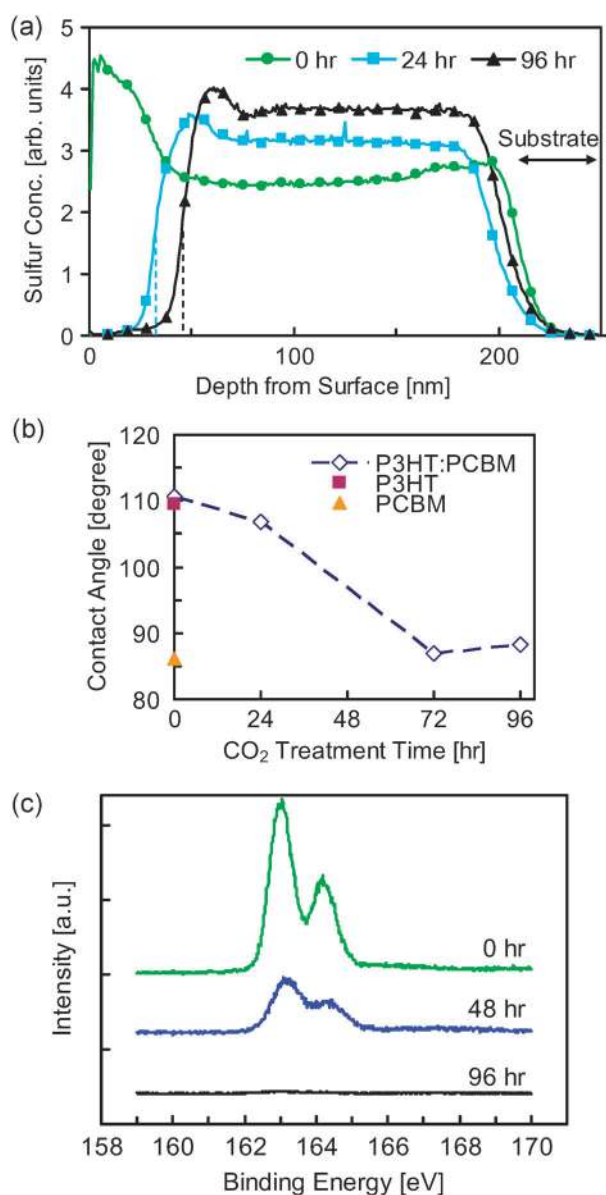 (a)
5
4
3
2
1
0
Sulfur Conc. [arb. units]
0 hr 24 hr 96 hr
Substrate
0 100 200
Depth from Surface [nm]
(b)
120
110
100
90
80
Contact Angle [degree]
P3HT:PCBM
P3HT
PCBM
0 24 48 72 96
CO₂ Treatment Time [hr]
(c)
Intensity [a.u.]
0 hr
48 hr
96 hr
158 160 162 164 166 168 170
Binding Energy [eV]